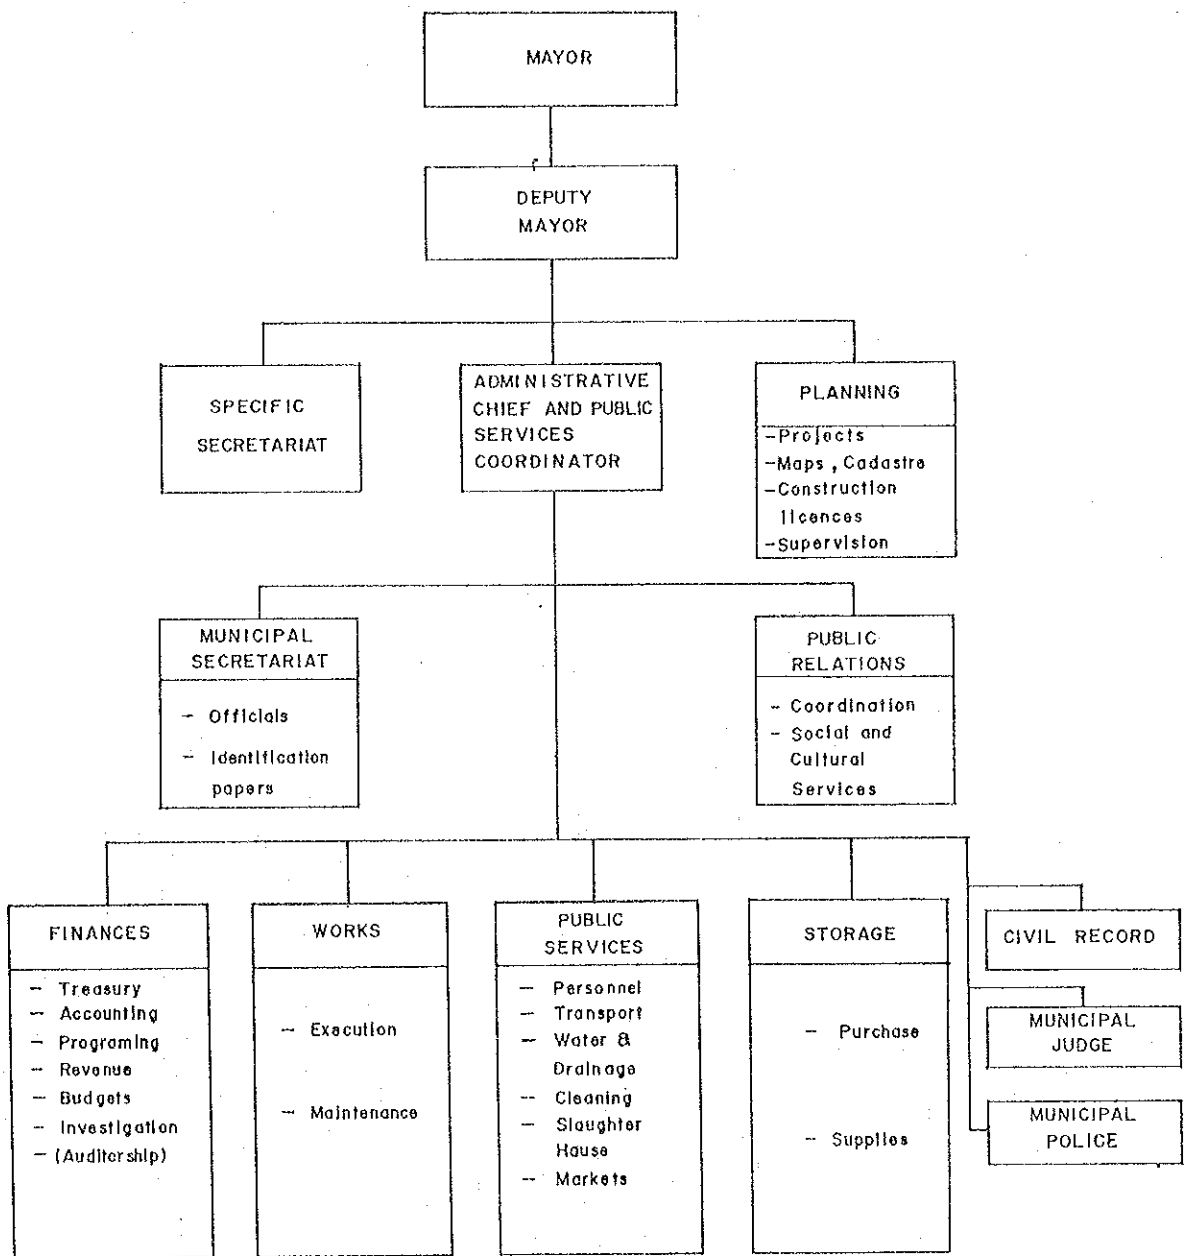 MAYOR
DEPUTY
MAYOR
SPECIFIC
SECRETARIAT
ADMINISTRATIVE
CHIEF AND PUBLIC
SERVICES
COORDINATOR
PLANNING
-Projects
-Maps , Cadastre
-Construction
licences
-Supervision
MUNICIPAL
SECRETARIAT
- Officials
- Identification
papers
PUBLIC
RELATIONS
- Coordination
- Social and
Cultural
Services
FINANCES
- Treasury
- Accounting
- Programing
- Revenue
- Budgets
- Investigation
- (Auditorship)
WORKS
- Execution
- Maintenance
PUBLIC
SERVICES
- Personnel
- Transport
- Water &
Drainage
- Cleaning
- Slaughter
House
- Markets
STORAGE
- Purchase
- Supplies
CIVIL RECORD
MUNICIPAL
JUDGE
MUNICIPAL
POLICE